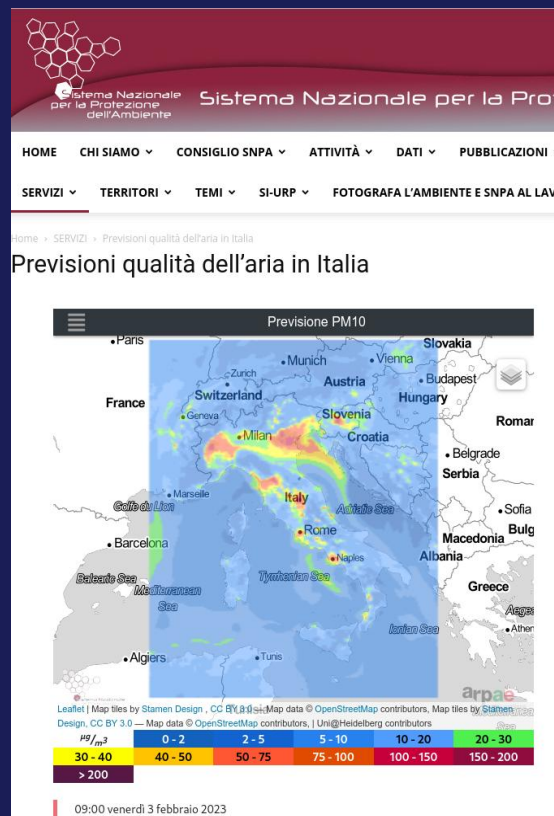 Sistema Nazionale
per la Protezione
dell'Ambiente
Sistema Nazionale per la Pro
HOME CHI SIAMO CONSIGLIO SNPA ATTIVITÀ DATI PUBBLICAZIONI
SERVIZI TERRITORI TEMI SI-URP FOTOGRAFA L'AMBIENTE E SNPA AL LAV
Home › SERVIZI › Previsioni qualità dell'aria in Italia
Previsioni qualità dell'aria in Italia
Previsione PM10
Paris
Slovakia
Munich
Vienna
Zurich
Austria
Budapest
Switzerland
Hungary
France
Slovenia
Geneva
Romar
Milan
Croatia
Belgrade
Serbia
Marseille
Italy
Golfe du Lion
Adriatic Sea
Sofia
Rome
Bulg
Macedonia
Barcelona
Naples
Albania
Balearic Sea
Tyrrhenian Sea
Mediterranean
Sea
Greece
Aege
Ionian Sea
Athen
Algiers
Tunis
arpae
Leaflet | Map tiles by Stamen Design , CC BY 3.0 — Map data © OpenStreetMap contributors, Map tiles by Stamen
Design, CC BY 3.0 — Map data © OpenStreetMap contributors, | Uni@Heidelberg contributors
Sea
µg/m3 0 - 2 2 - 5 5 - 10 10 - 20 20 - 30
30 - 40 40 - 50 50 - 75 75 - 100 100 - 150 150 - 200
> 200
09:00 venerdì 3 febbraio 2023